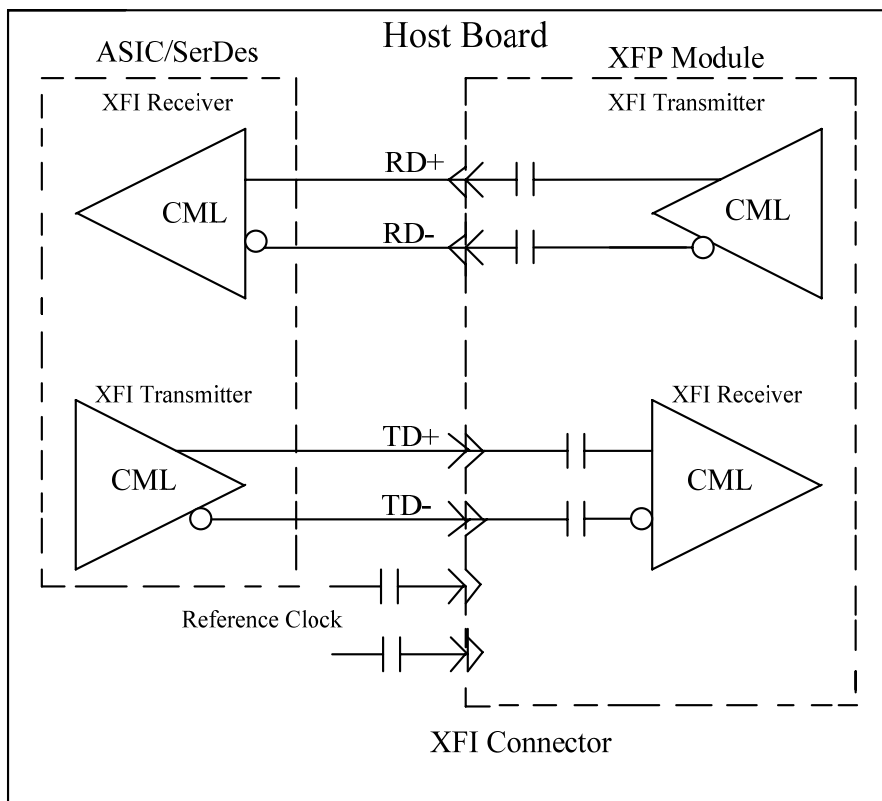 Host Board
ASIC/SerDes
XFP Module
XFI Receiver
XFI Transmitter
RD+
CML
CML
RD-
XFI Transmitter
XFI Receiver
TD+
CML
CML
TD-
Reference Clock
XFI Connector